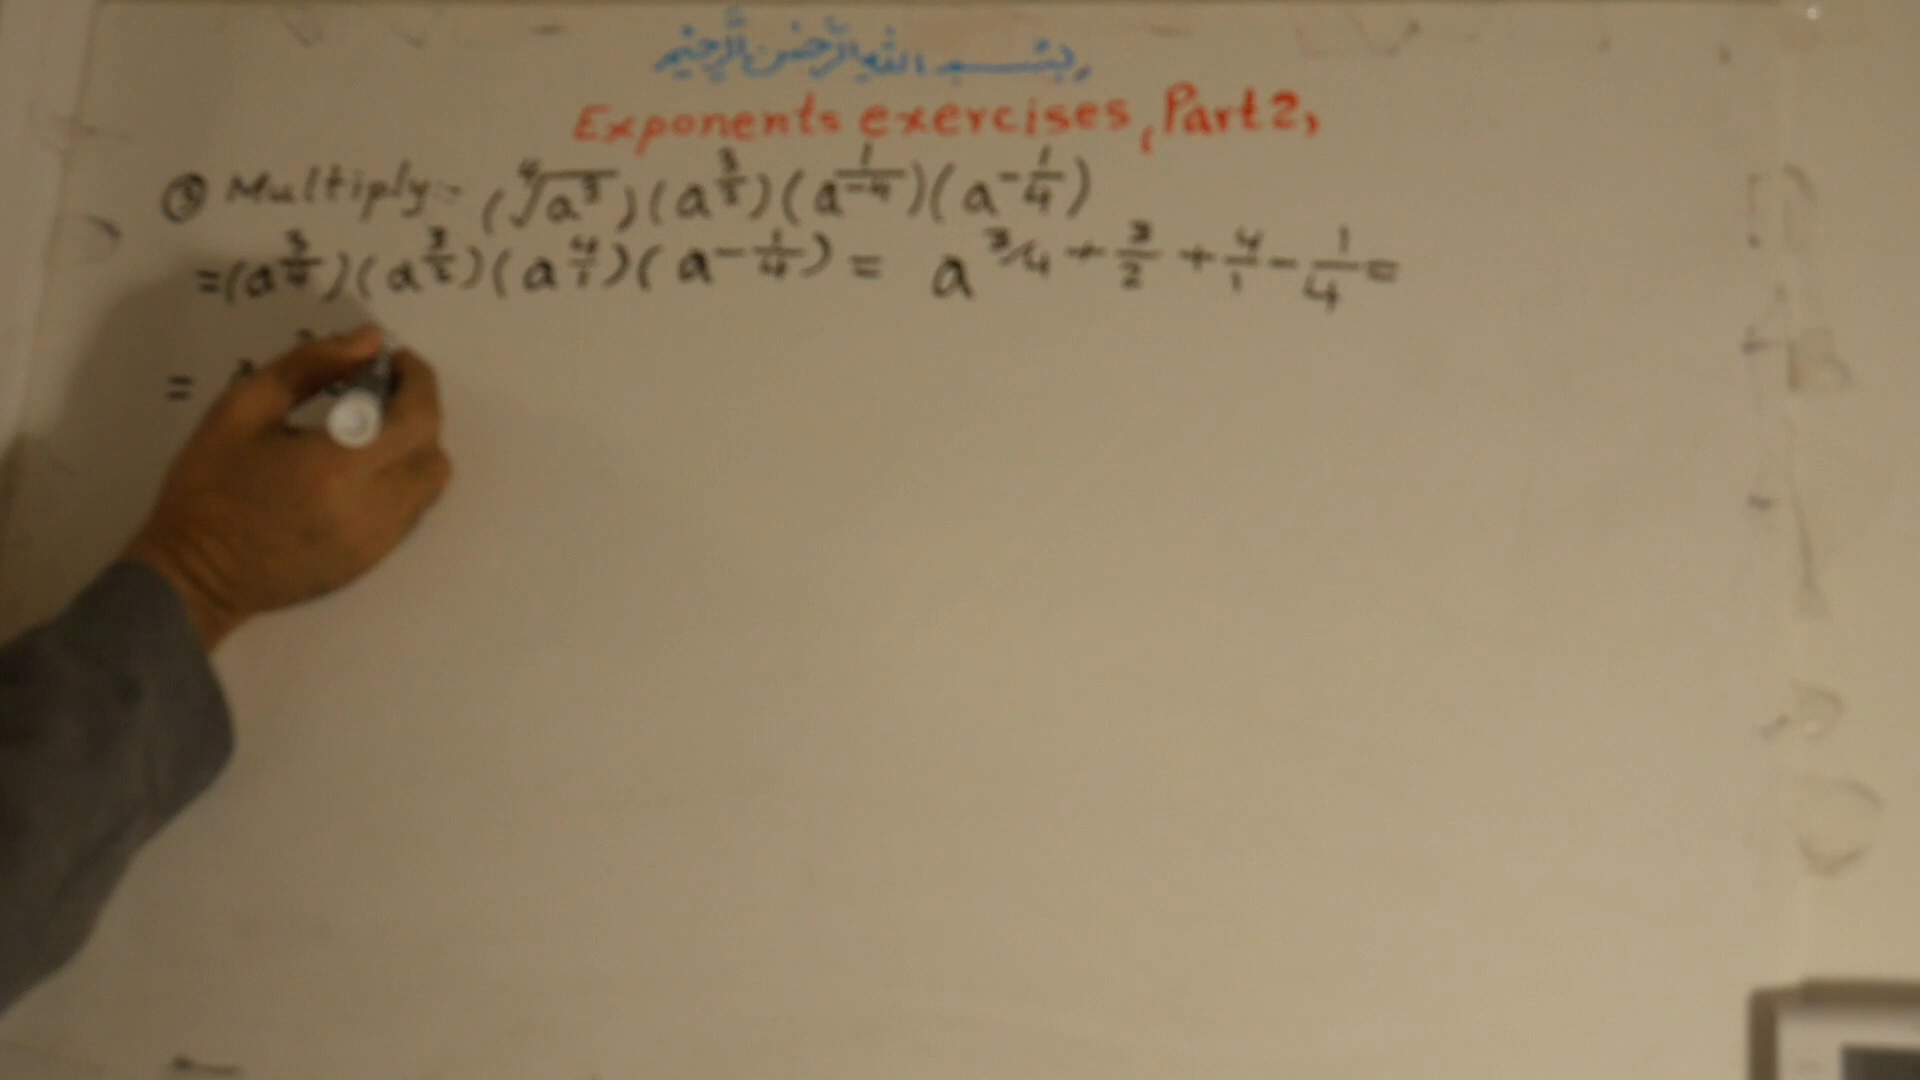 بسم الله الرحمن الرحيم
Exponents exercises, Part 2,
③ Multiply:- (∜a³)(a^3/2)(a^1/-4)(a^-1/4)
=(a^3/4)(a^3/2)(a^4/1)(a^-1/4) = a^3/4 + 3/2 + 4/1 - 1/4 =
=